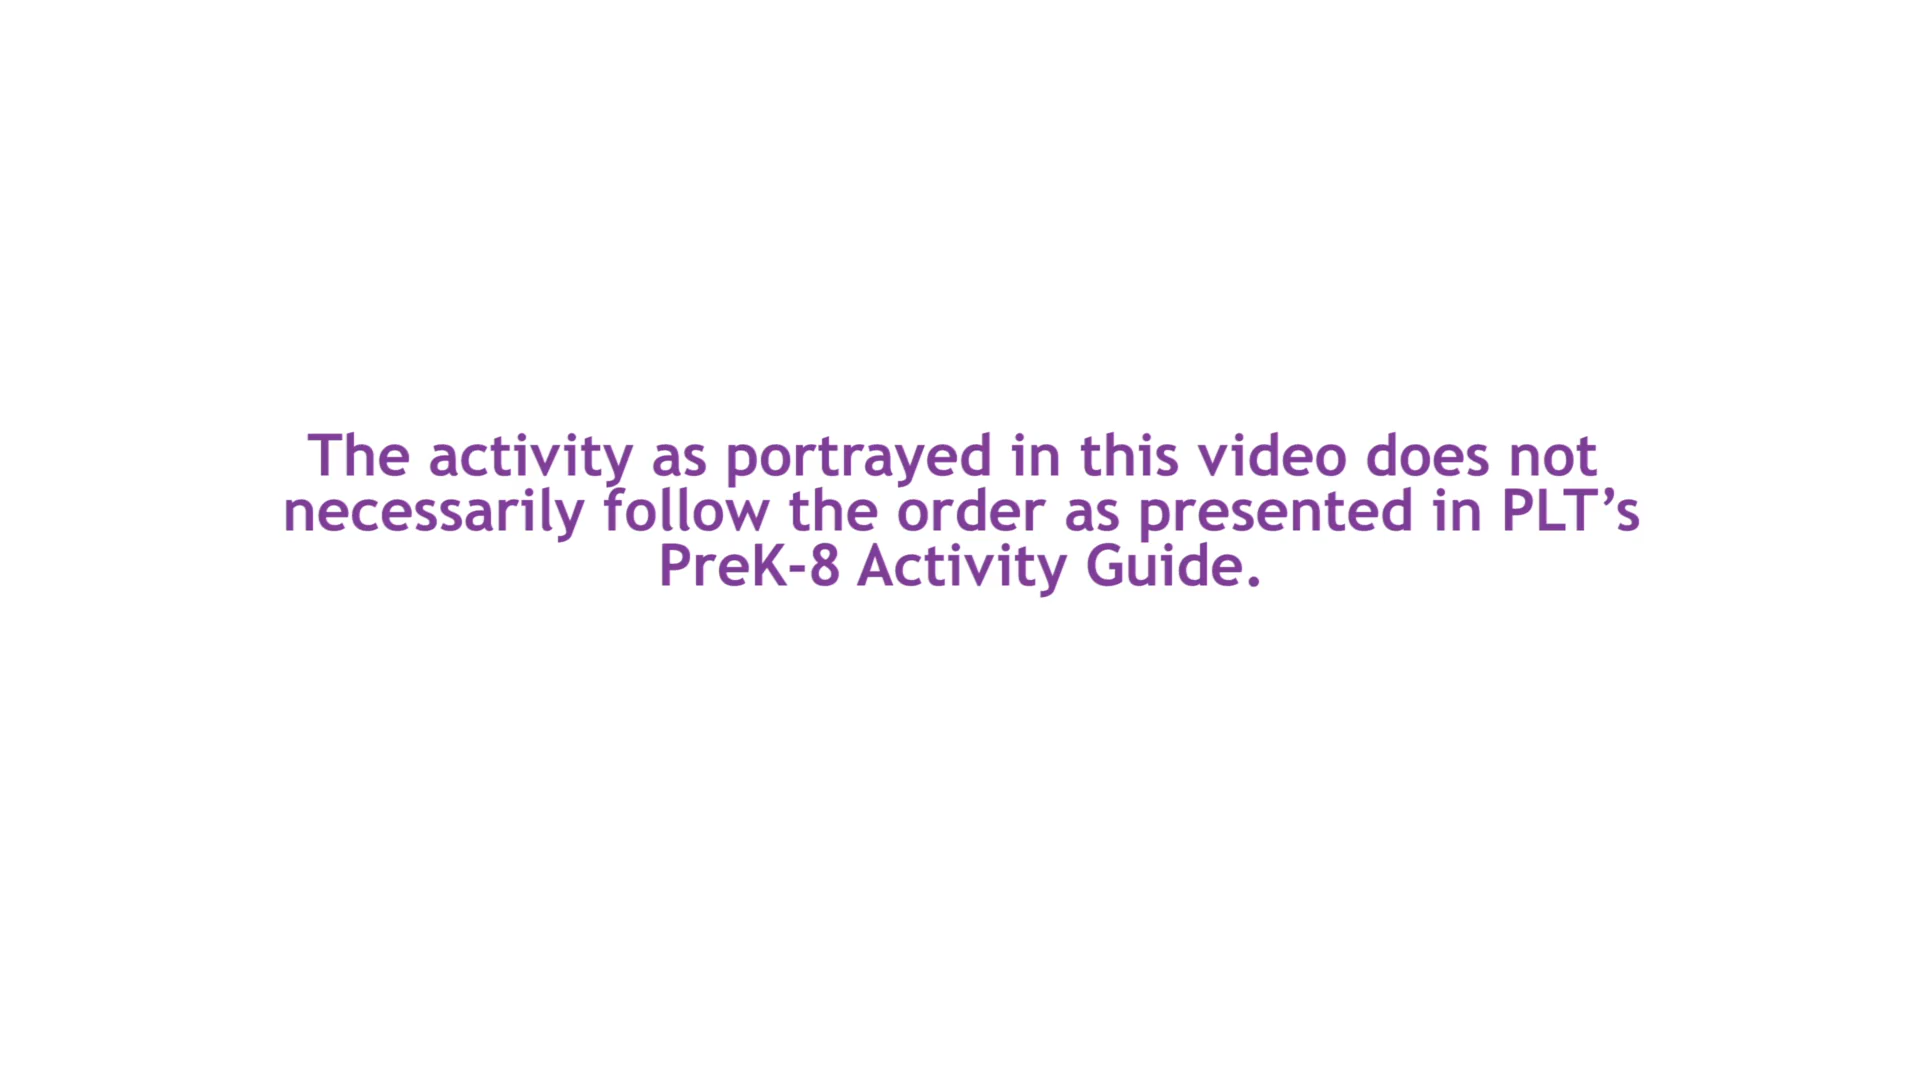 The activity as portrayed in this video does not
necessarily follow the order as presented in PLT’s
PreK-8 Activity Guide.